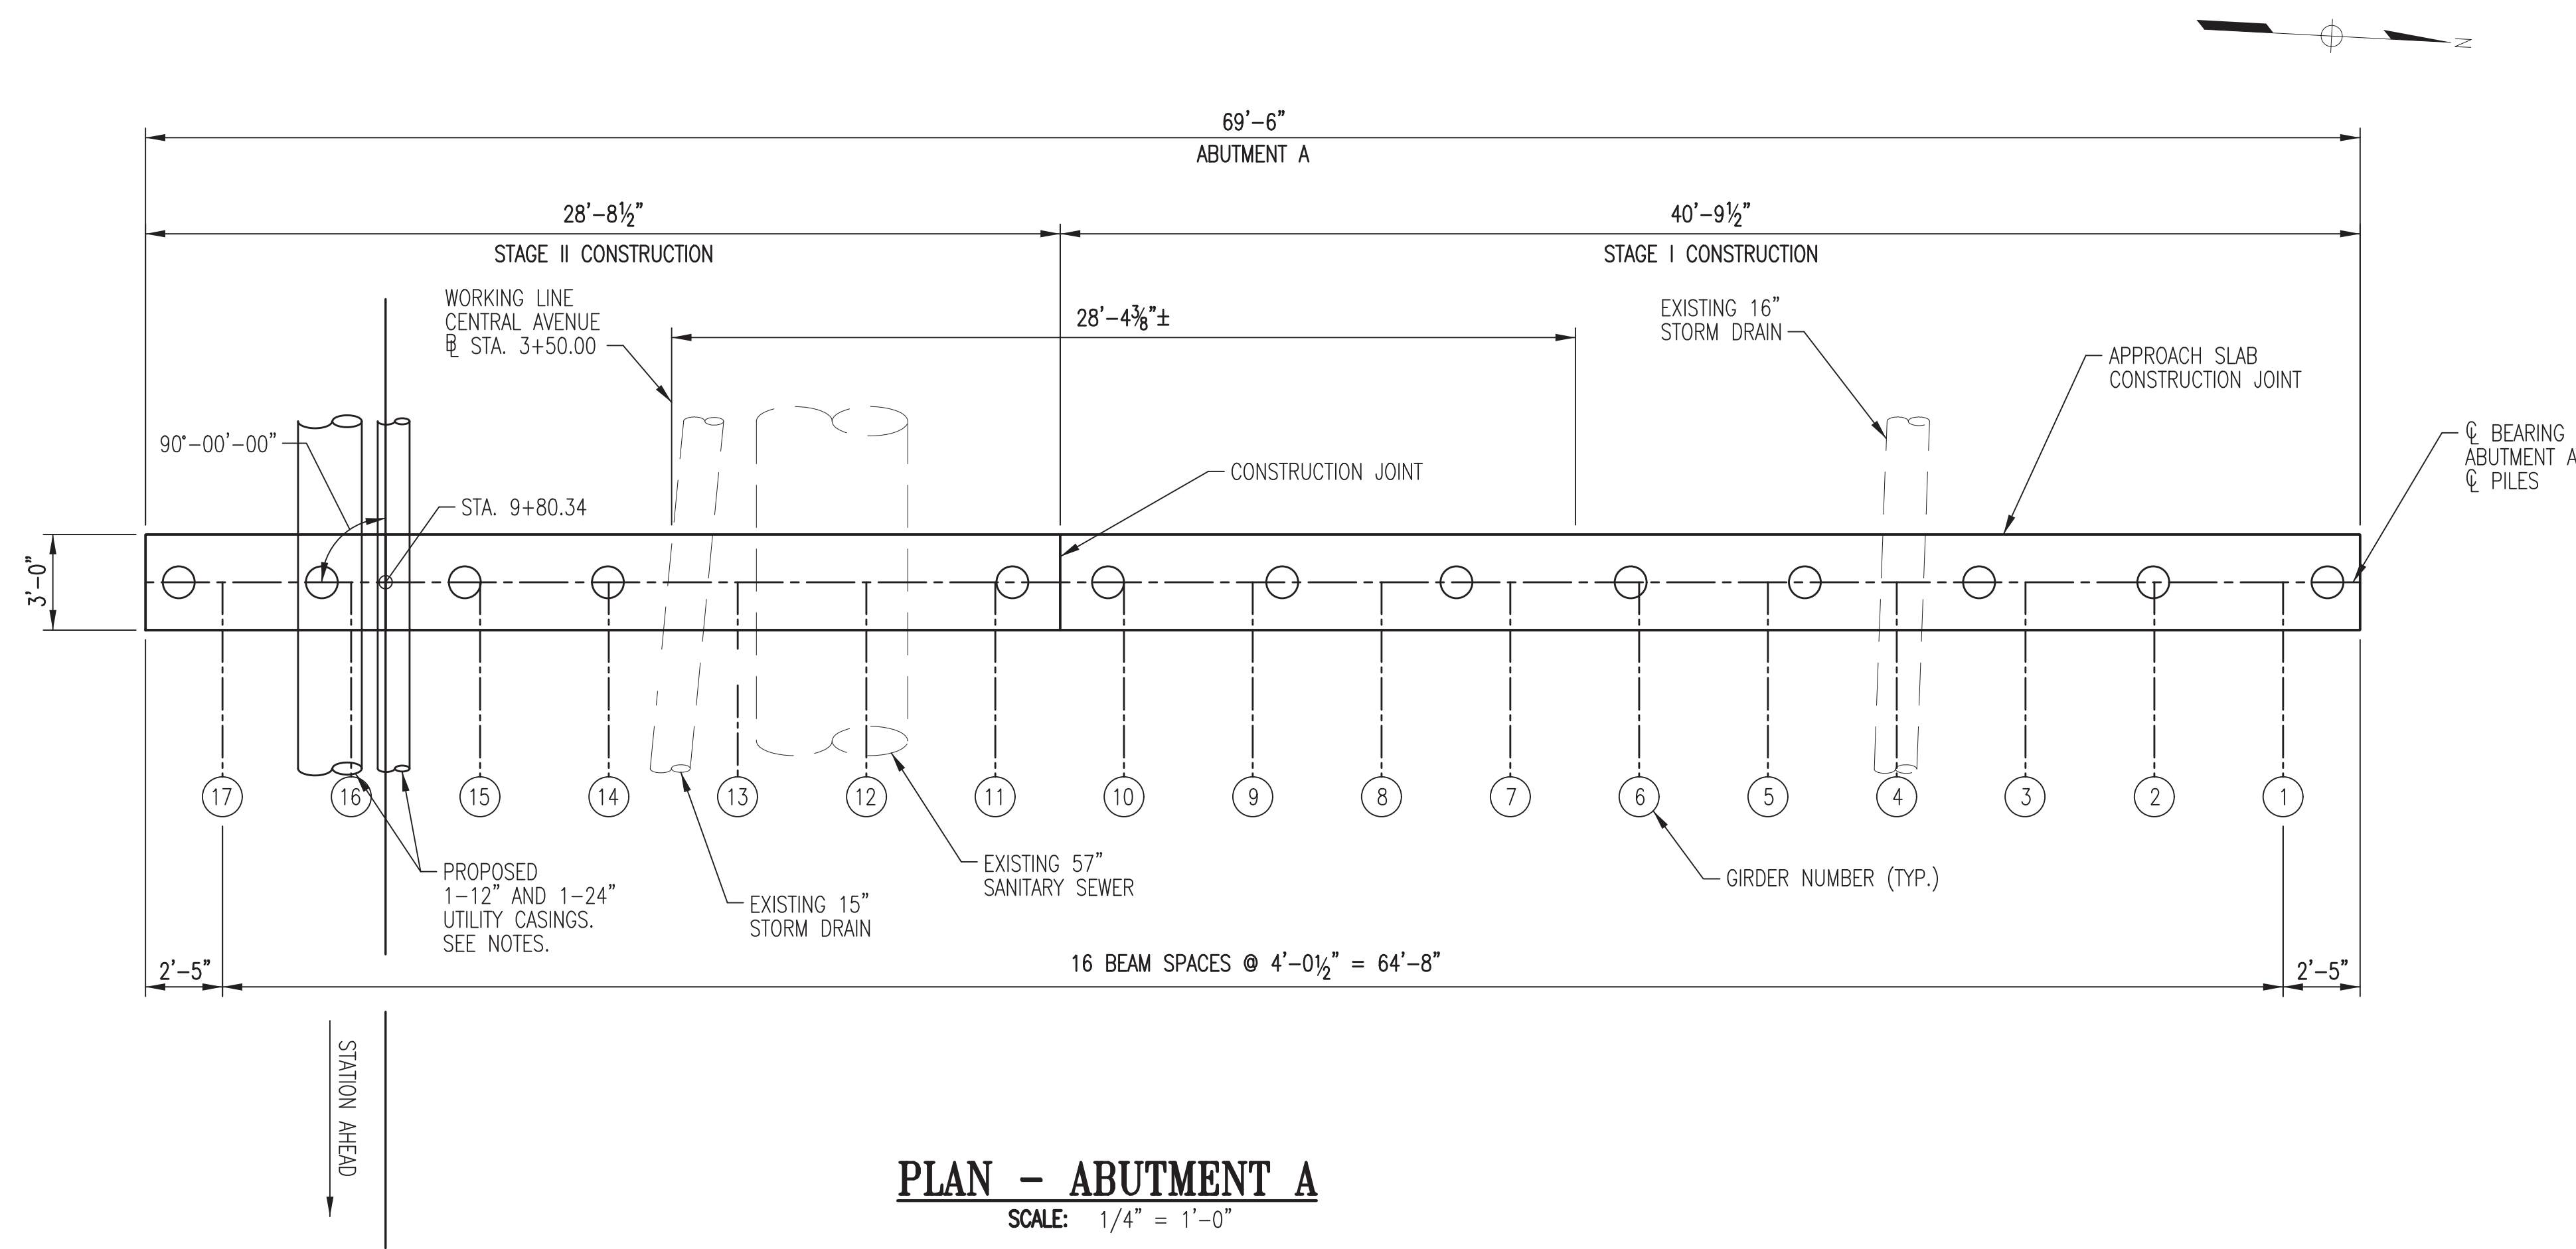 N
69'-6"
ABUTMENT A
28'-8½"
40'-9½"
STAGE II CONSTRUCTION
STAGE I CONSTRUCTION
WORKING LINE
CENTRAL AVENUE
℄ STA. 3+50.00
28'-4⅜"±
EXISTING 16"
STORM DRAIN
APPROACH SLAB
CONSTRUCTION JOINT
℄ BEARING
ABUTMENT A
℄ PILES
90°-00'-00"
CONSTRUCTION JOINT
STA. 9+80.34
3'-0"
17
16
15
14
13
12
11
10
9
8
7
6
5
4
3
2
1
PROPOSED
1-12" AND 1-24"
UTILITY CASINGS.
SEE NOTES.
EXISTING 15"
STORM DRAIN
EXISTING 57"
SANITARY SEWER
GIRDER NUMBER (TYP.)
2'-5"
16 BEAM SPACES @ 4'-0½" = 64'-8"
2'-5"
STATION AHEAD
PLAN - ABUTMENT A
SCALE: 1/4" = 1'-0"